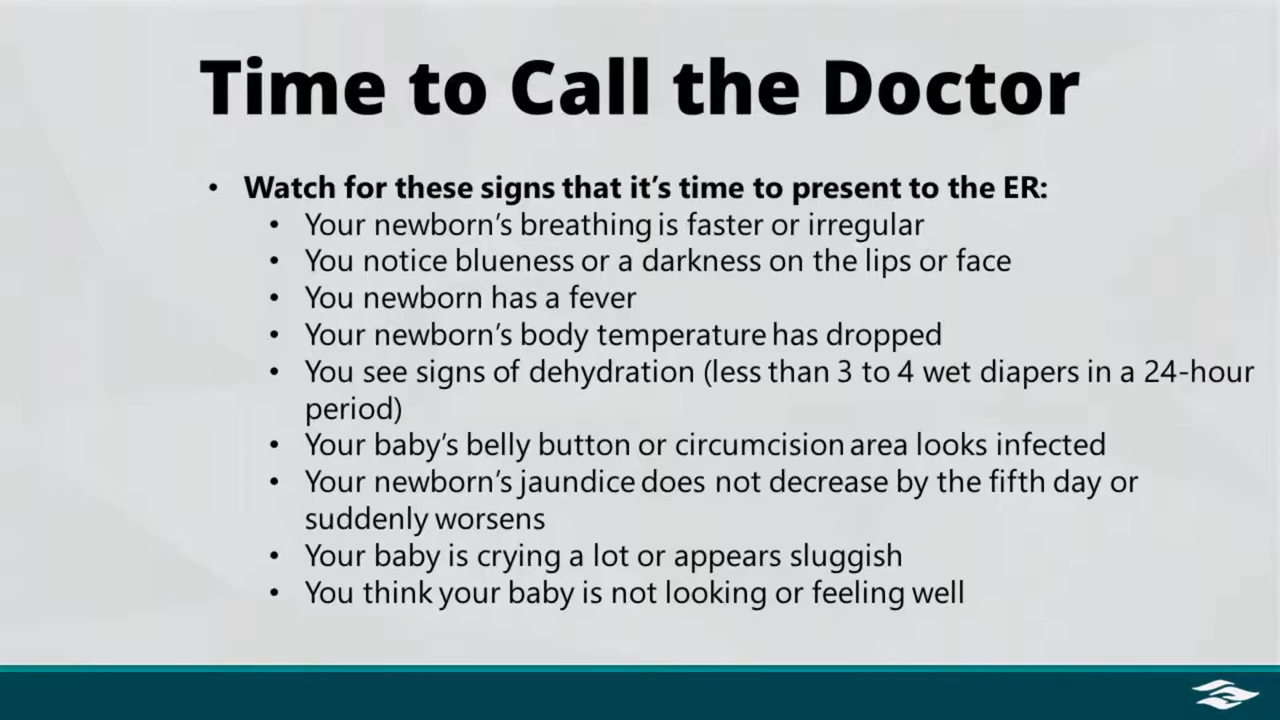 Time to Call the Doctor
• Watch for these signs that it's time to present to the ER:
• Your newborn's breathing is faster or irregular
• You notice blueness or a darkness on the lips or face
• You newborn has a fever
• Your newborn's body temperature has dropped
• You see signs of dehydration (less than 3 to 4 wet diapers in a 24-hour
period)
• Your baby's belly button or circumcision area looks infected
• Your newborn's jaundice does not decrease by the fifth day or
suddenly worsens
• Your baby is crying a lot or appears sluggish
• You think your baby is not looking or feeling well